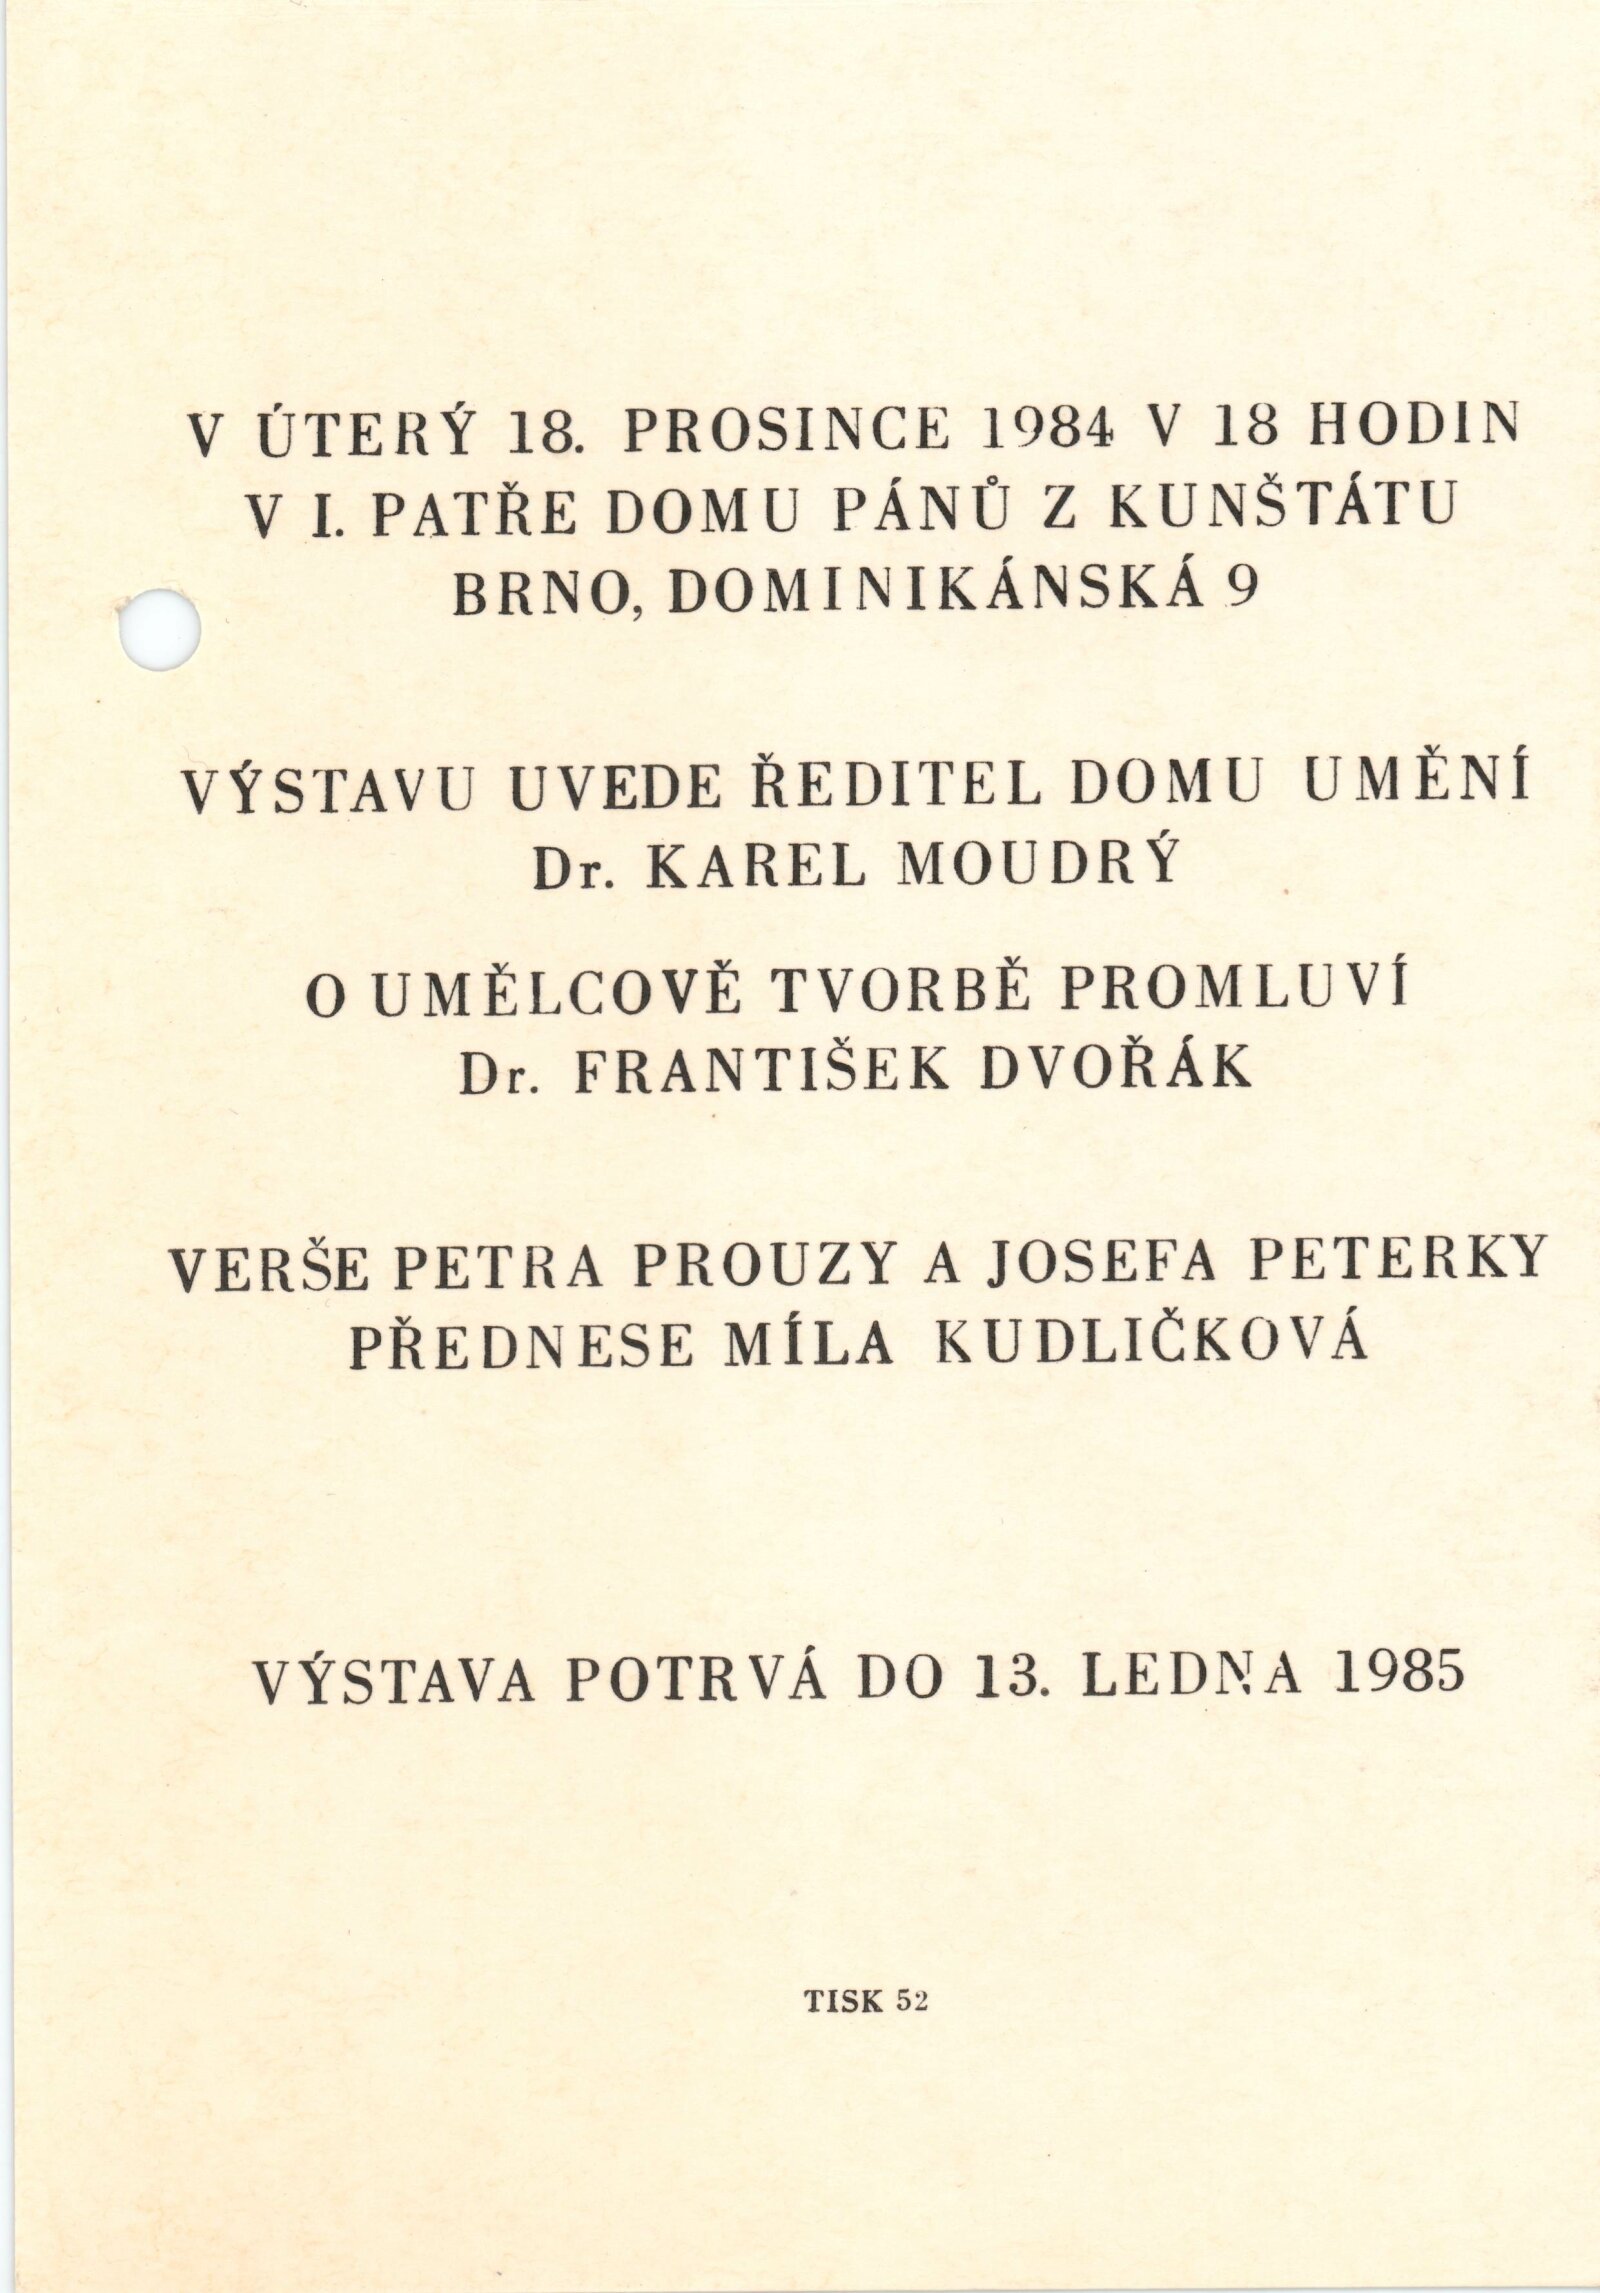 V ÚTERÝ 18. PROSINCE 1984 V 18 HODIN
V I. PATŘE DOMU PÁNŮ Z KUNŠTÁTU
BRNO, DOMINIKÁNSKÁ 9
VÝSTAVU UVEDE ŘEDITEL DOMU UMĚNÍ
Dr. KAREL MOUDRÝ
O UMĚLCOVĚ TVORBĚ PROMLUVÍ
Dr. FRANTIŠEK DVOŘÁK
VERŠE PETRA PROUZY A JOSEFA PETERKY
PŘEDNESE MÍLA KUDLIČKOVÁ
VÝSTAVA POTRVÁ DO 13. LEDNA 1985
TISK 52